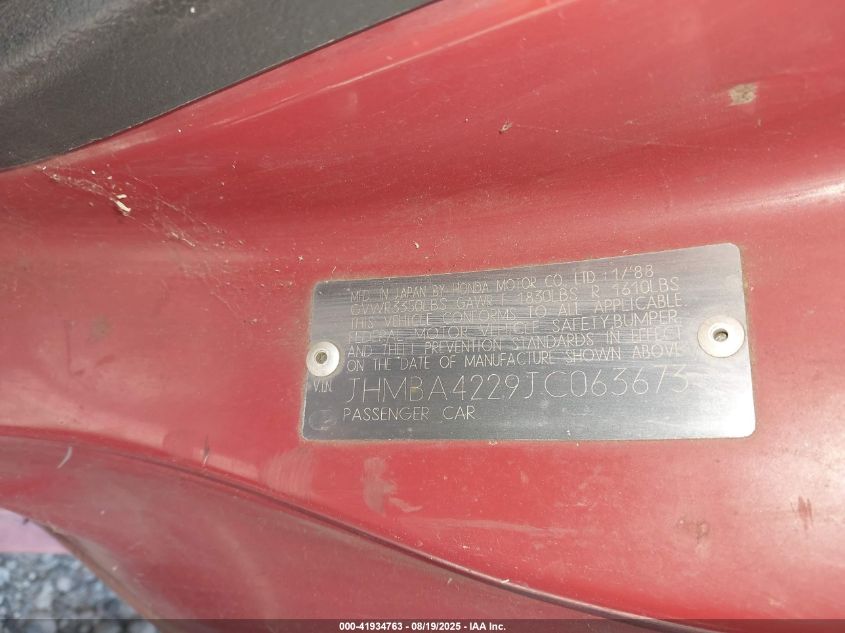 MFD IN JAPAN BY HONDA MOTOR CO., LTD. :1/'88
GVWR3350LBS GAWR F 1830LBS R 1610LBS
THIS VEHICLE CONFORMS TO ALL APPLICABLE
FEDERAL MOTOR VEHICLE SAFETY,BUMPER,
AND THEFT PREVENTION STANDARDS IN EFFECT
ON THE DATE OF MANUFACTURE SHOWN ABOVE
V.I.N. JHMBA4229JC063673
PASSENGER CAR
000-41934763 - 08/19/2025 - IAA Inc.